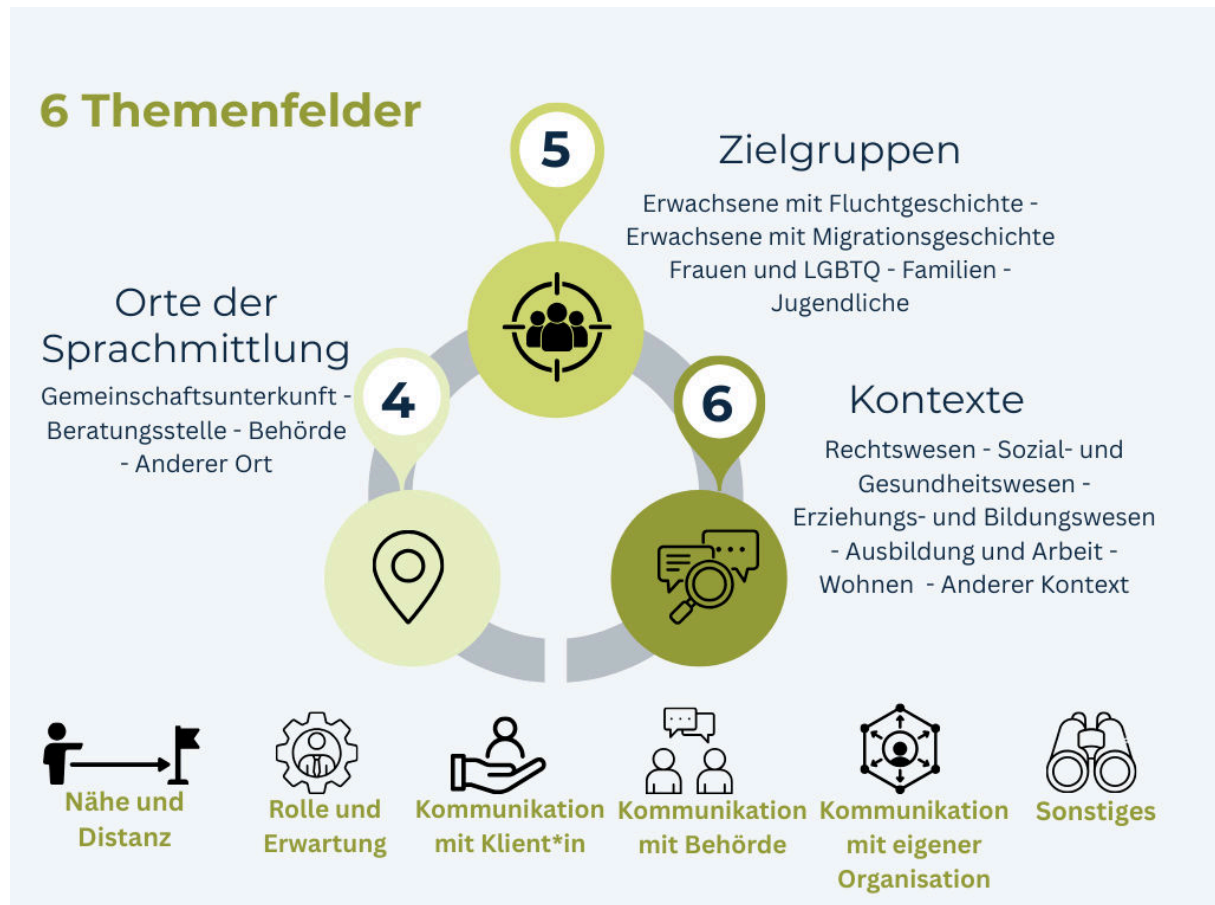 6 Themenfelder
5
Zielgruppen
Erwachsene mit Fluchtgeschichte -
Erwachsene mit Migrationsgeschichte
Frauen und LGBTQ - Familien -
Jugendliche
Orte der
Sprachmittlung
Gemeinschaftsunterkunft -
Beratungsstelle - Behörde
- Anderer Ort
4
6
Kontexte
Rechtswesen - Sozial- und
Gesundheitswesen -
Erziehungs- und Bildungswesen
- Ausbildung und Arbeit -
Wohnen - Anderer Kontext
Nähe und
Distanz
Rolle und
Erwartung
Kommunikation
mit Klient*in
Kommunikation
mit Behörde
Kommunikation
mit eigener
Organisation
Sonstiges